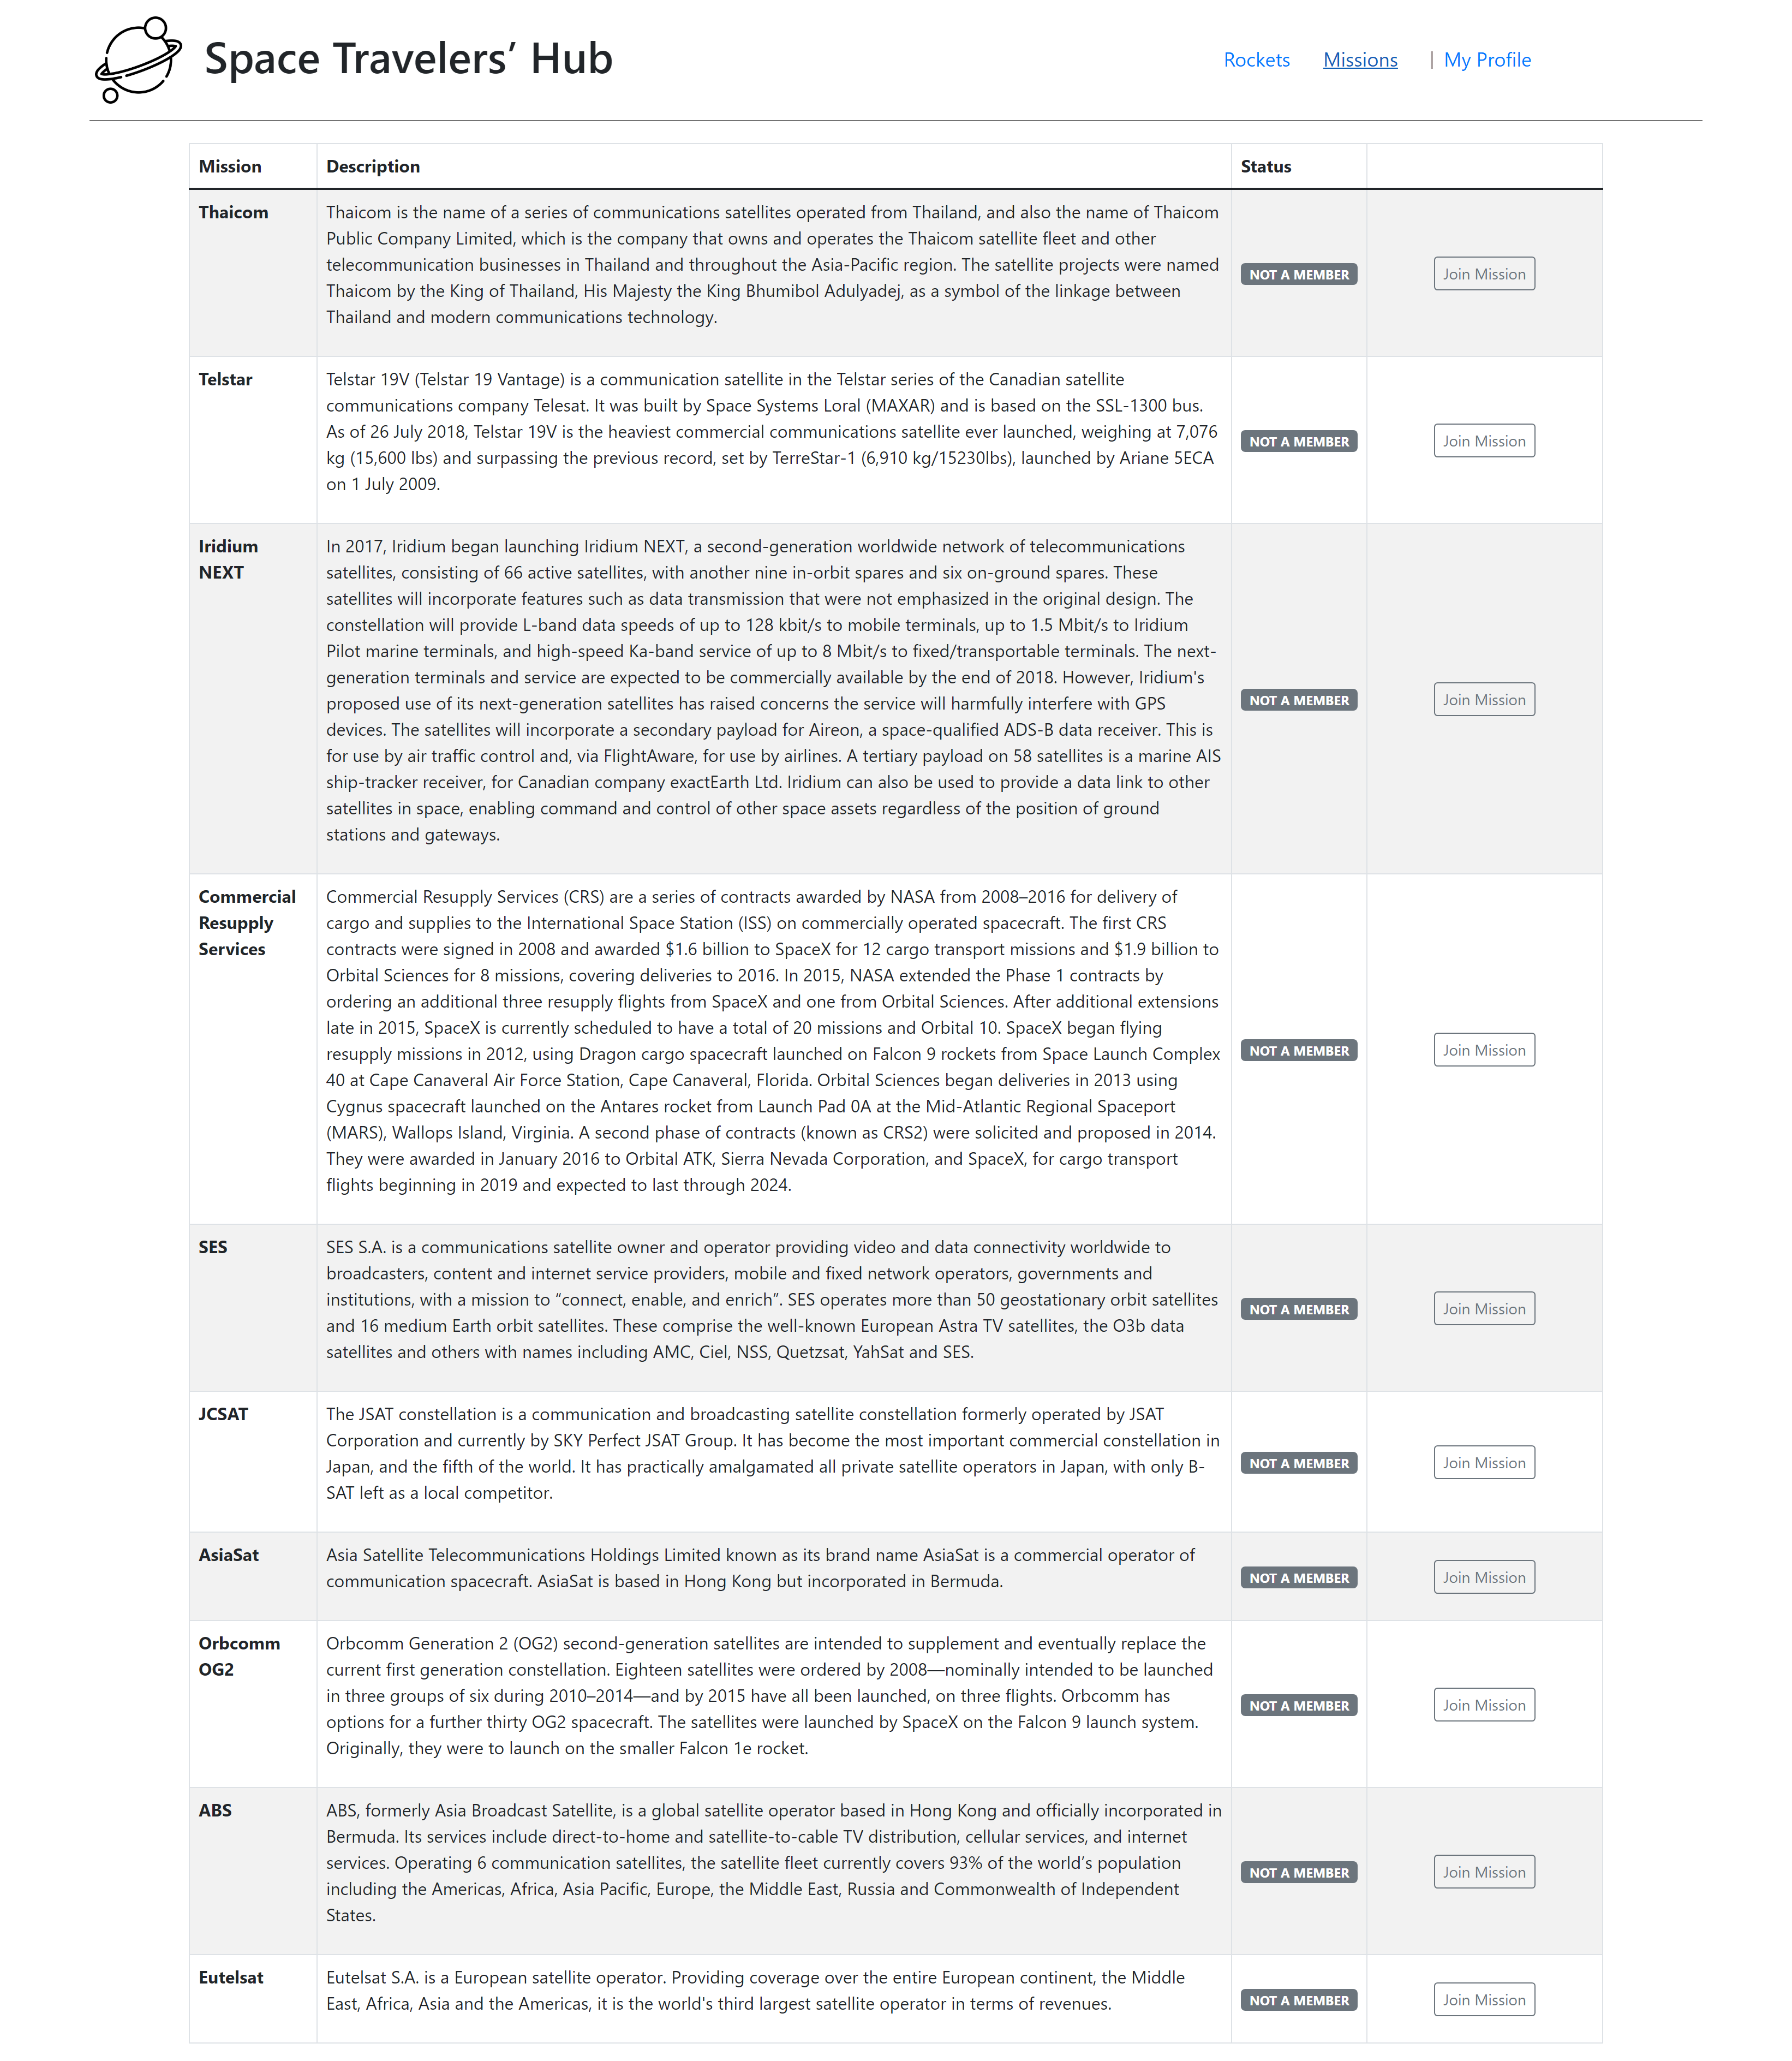 Space Travelers’ Hub
Rockets Missions | My Profile
Mission Description Status
Thaicom
Thaicom is the name of a series of communications satellites operated from Thailand, and also the name of Thaicom
Public Company Limited, which is the company that owns and operates the Thaicom satellite fleet and other
telecommunication businesses in Thailand and throughout the Asia-Pacific region. The satellite projects were named
Thaicom by the King of Thailand, His Majesty the King Bhumibol Adulyadej, as a symbol of the linkage between
Thailand and modern communications technology.
NOT A MEMBER
Join Mission
Telstar
Telstar 19V (Telstar 19 Vantage) is a communication satellite in the Telstar series of the Canadian satellite
communications company Telesat. It was built by Space Systems Loral (MAXAR) and is based on the SSL-1300 bus.
As of 26 July 2018, Telstar 19V is the heaviest commercial communications satellite ever launched, weighing at 7,076
kg (15,600 lbs) and surpassing the previous record, set by TerreStar-1 (6,910 kg/15230lbs), launched by Ariane 5ECA
on 1 July 2009.
NOT A MEMBER
Join Mission
Iridium
NEXT
In 2017, Iridium began launching Iridium NEXT, a second-generation worldwide network of telecommunications
satellites, consisting of 66 active satellites, with another nine in-orbit spares and six on-ground spares. These
satellites will incorporate features such as data transmission that were not emphasized in the original design. The
constellation will provide L-band data speeds of up to 128 kbit/s to mobile terminals, up to 1.5 Mbit/s to Iridium
Pilot marine terminals, and high-speed Ka-band service of up to 8 Mbit/s to fixed/transportable terminals. The next-
generation terminals and service are expected to be commercially available by the end of 2018. However, Iridium's
proposed use of its next-generation satellites has raised concerns the service will harmfully interfere with GPS
devices. The satellites will incorporate a secondary payload for Aireon, a space-qualified ADS-B data receiver. This is
for use by air traffic control and, via FlightAware, for use by airlines. A tertiary payload on 58 satellites is a marine AIS
ship-tracker receiver, for Canadian company exactEarth Ltd. Iridium can also be used to provide a data link to other
satellites in space, enabling command and control of other space assets regardless of the position of ground
stations and gateways.
NOT A MEMBER
Join Mission
Commercial
Resupply
Services
Commercial Resupply Services (CRS) are a series of contracts awarded by NASA from 2008–2016 for delivery of
cargo and supplies to the International Space Station (ISS) on commercially operated spacecraft. The first CRS
contracts were signed in 2008 and awarded $1.6 billion to SpaceX for 12 cargo transport missions and $1.9 billion to
Orbital Sciences for 8 missions, covering deliveries to 2016. In 2015, NASA extended the Phase 1 contracts by
ordering an additional three resupply flights from SpaceX and one from Orbital Sciences. After additional extensions
late in 2015, SpaceX is currently scheduled to have a total of 20 missions and Orbital 10. SpaceX began flying
resupply missions in 2012, using Dragon cargo spacecraft launched on Falcon 9 rockets from Space Launch Complex
40 at Cape Canaveral Air Force Station, Cape Canaveral, Florida. Orbital Sciences began deliveries in 2013 using
Cygnus spacecraft launched on the Antares rocket from Launch Pad 0A at the Mid-Atlantic Regional Spaceport
(MARS), Wallops Island, Virginia. A second phase of contracts (known as CRS2) were solicited and proposed in 2014.
They were awarded in January 2016 to Orbital ATK, Sierra Nevada Corporation, and SpaceX, for cargo transport
flights beginning in 2019 and expected to last through 2024.
NOT A MEMBER
Join Mission
SES
SES S.A. is a communications satellite owner and operator providing video and data connectivity worldwide to
broadcasters, content and internet service providers, mobile and fixed network operators, governments and
institutions, with a mission to “connect, enable, and enrich”. SES operates more than 50 geostationary orbit satellites
and 16 medium Earth orbit satellites. These comprise the well-known European Astra TV satellites, the O3b data
satellites and others with names including AMC, Ciel, NSS, Quetzsat, YahSat and SES.
NOT A MEMBER
Join Mission
JCSAT
The JSAT constellation is a communication and broadcasting satellite constellation formerly operated by JSAT
Corporation and currently by SKY Perfect JSAT Group. It has become the most important commercial constellation in
Japan, and the fifth of the world. It has practically amalgamated all private satellite operators in Japan, with only B-
SAT left as a local competitor.
NOT A MEMBER
Join Mission
AsiaSat
Asia Satellite Telecommunications Holdings Limited known as its brand name AsiaSat is a commercial operator of
communication spacecraft. AsiaSat is based in Hong Kong but incorporated in Bermuda.
NOT A MEMBER
Join Mission
Orbcomm
OG2
Orbcomm Generation 2 (OG2) second-generation satellites are intended to supplement and eventually replace the
current first generation constellation. Eighteen satellites were ordered by 2008—nominally intended to be launched
in three groups of six during 2010–2014—and by 2015 have all been launched, on three flights. Orbcomm has
options for a further thirty OG2 spacecraft. The satellites were launched by SpaceX on the Falcon 9 launch system.
Originally, they were to launch on the smaller Falcon 1e rocket.
NOT A MEMBER
Join Mission
ABS
ABS, formerly Asia Broadcast Satellite, is a global satellite operator based in Hong Kong and officially incorporated in
Bermuda. Its services include direct-to-home and satellite-to-cable TV distribution, cellular services, and internet
services. Operating 6 communication satellites, the satellite fleet currently covers 93% of the world’s population
including the Americas, Africa, Asia Pacific, Europe, the Middle East, Russia and Commonwealth of Independent
States.
NOT A MEMBER
Join Mission
Eutelsat
Eutelsat S.A. is a European satellite operator. Providing coverage over the entire European continent, the Middle
East, Africa, Asia and the Americas, it is the world's third largest satellite operator in terms of revenues.
NOT A MEMBER
Join Mission